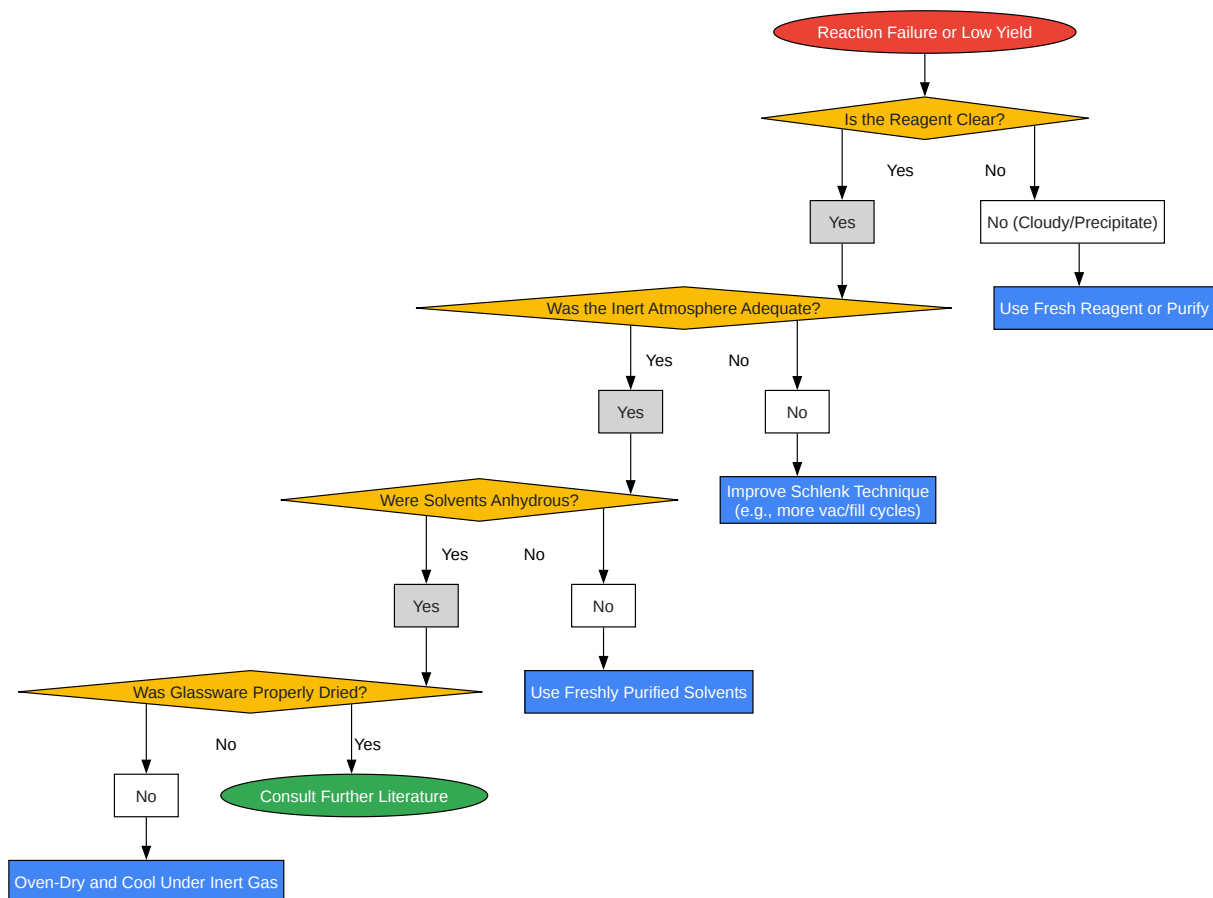 Reaction Failure or Low Yield
Is the Reagent Clear?
Yes
No
Yes
No (Cloudy/Precipitate)
Was the Inert Atmosphere Adequate?
Use Fresh Reagent or Purify
Yes
No
Yes
No
Were Solvents Anhydrous?
Improve Schlenk Technique
(e.g., more vac/fill cycles)
Yes
No
Yes
No
Was Glassware Properly Dried?
Use Freshly Purified Solvents
No
Yes
No
Consult Further Literature
Oven-Dry and Cool Under Inert Gas